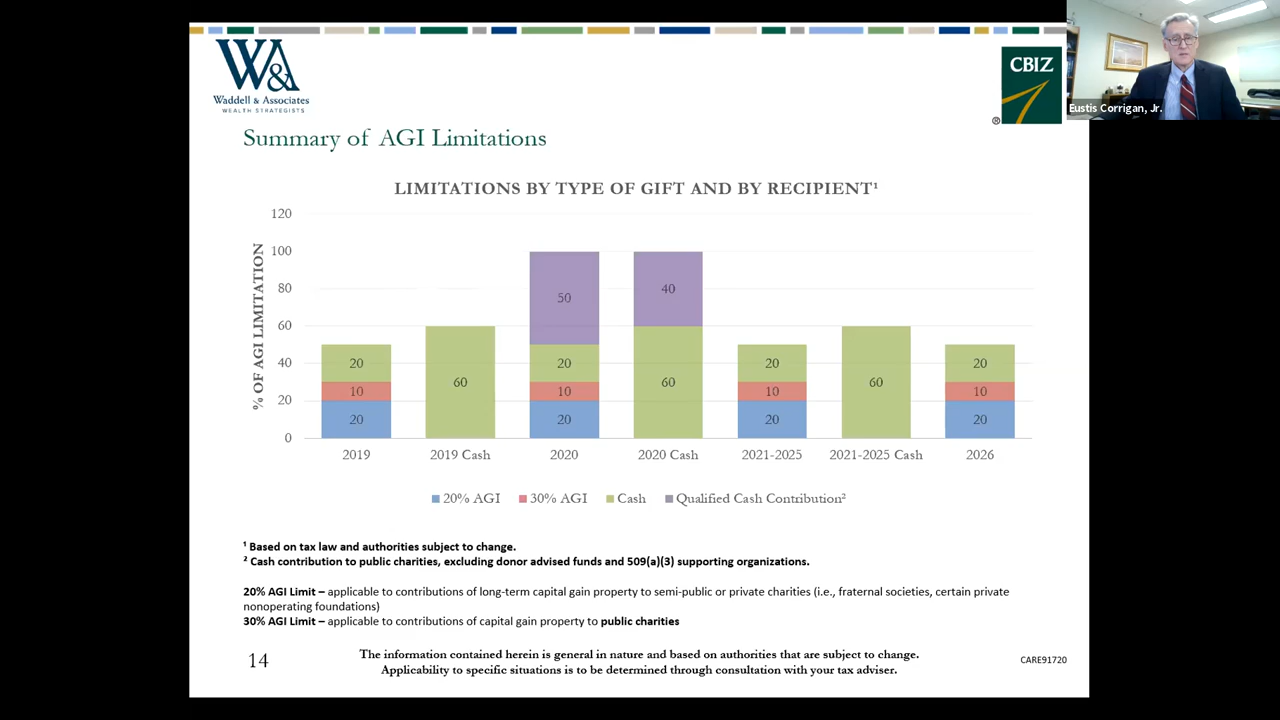 WA
&
Waddell & Associates
WEALTH STRATEGISTS
CBIZ
®
Eustis Corrigan, Jr.
Summary of AGI Limitations
LIMITATIONS BY TYPE OF GIFT AND BY RECIPIENT¹
% OF AGI LIMITATION
120
100
80
60
40
20
0
20
10
20
60
50
20
10
20
40
60
20
10
20
60
20
10
20
2019
2019 Cash
2020
2020 Cash
2021-2025
2021-2025 Cash
2026
20% AGI
30% AGI
Cash
Qualified Cash Contribution²
¹ Based on tax law and authorities subject to change.
² Cash contribution to public charities, excluding donor advised funds and 509(a)(3) supporting organizations.
20% AGI Limit – applicable to contributions of long-term capital gain property to semi-public or private charities (i.e., fraternal societies, certain private
nonoperating foundations)
30% AGI Limit – applicable to contributions of capital gain property to public charities
14
The information contained herein is general in nature and based on authorities that are subject to change.
Applicability to specific situations is to be determined through consultation with your tax adviser.
CARE91720